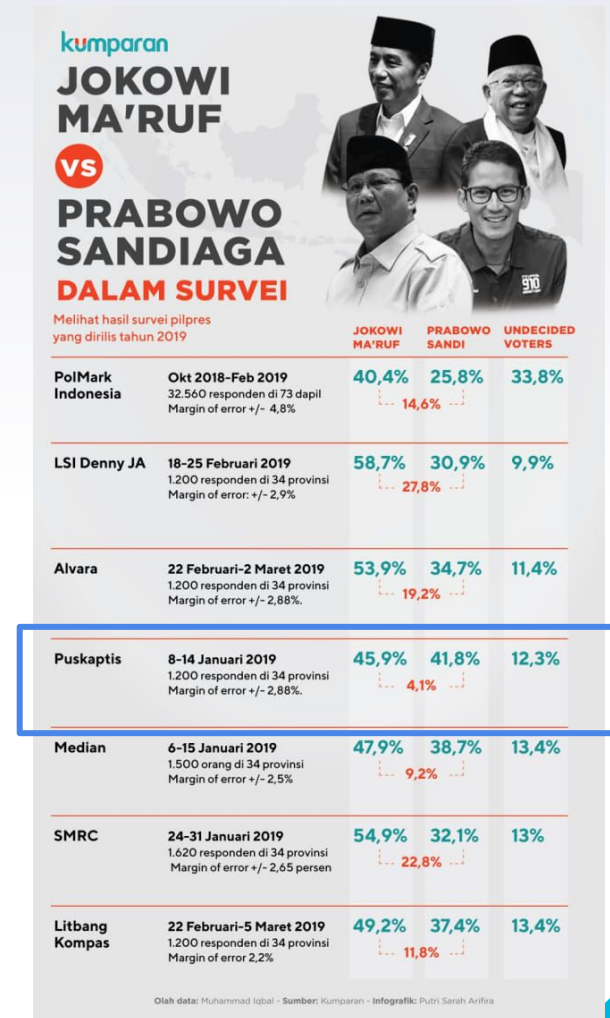 kumparan
JOKOWI
MA'RUF
VS
PRABOWO
SANDIAGA
DALAM SURVEI
Melihat hasil survei pilpres
yang dirilis tahun 2019
910
JOKOWI MA'RUF
PRABOWO SANDI
UNDECIDED VOTERS
PolMark Indonesia
Okt 2018-Feb 2019
32.560 responden di 73 dapil
Margin of error +/- 4,8%
40,4% 25,8% 33,8%
14,6%
LSI Denny JA
18-25 Februari 2019
1.200 responden di 34 provinsi
Margin of error: +/- 2,9%
58,7% 30,9% 9,9%
27,8%
Alvara
22 Februari-2 Maret 2019
1.200 responden di 34 provinsi
Margin of error +/- 2,88%.
53,9% 34,7% 11,4%
19,2%
Puskaptis
8-14 Januari 2019
1.200 responden di 34 provinsi
Margin of error +/- 2,88%.
45,9% 41,8% 12,3%
4,1%
Median
6-15 Januari 2019
1.500 orang di 34 provinsi
Margin of error +/- 2,5%
47,9% 38,7% 13,4%
9,2%
SMRC
24-31 Januari 2019
1.620 responden di 34 provinsi
Margin of error +/- 2,65 persen
54,9% 32,1% 13%
22,8%
Litbang Kompas
22 Februari-5 Maret 2019
1.200 responden di 34 provinsi
Margin of error 2,2%
49,2% 37,4% 13,4%
11,8%
Olah data: Muhammad Iqbal - Sumber: Kumparan - Infografik: Putri Sarah Arifira